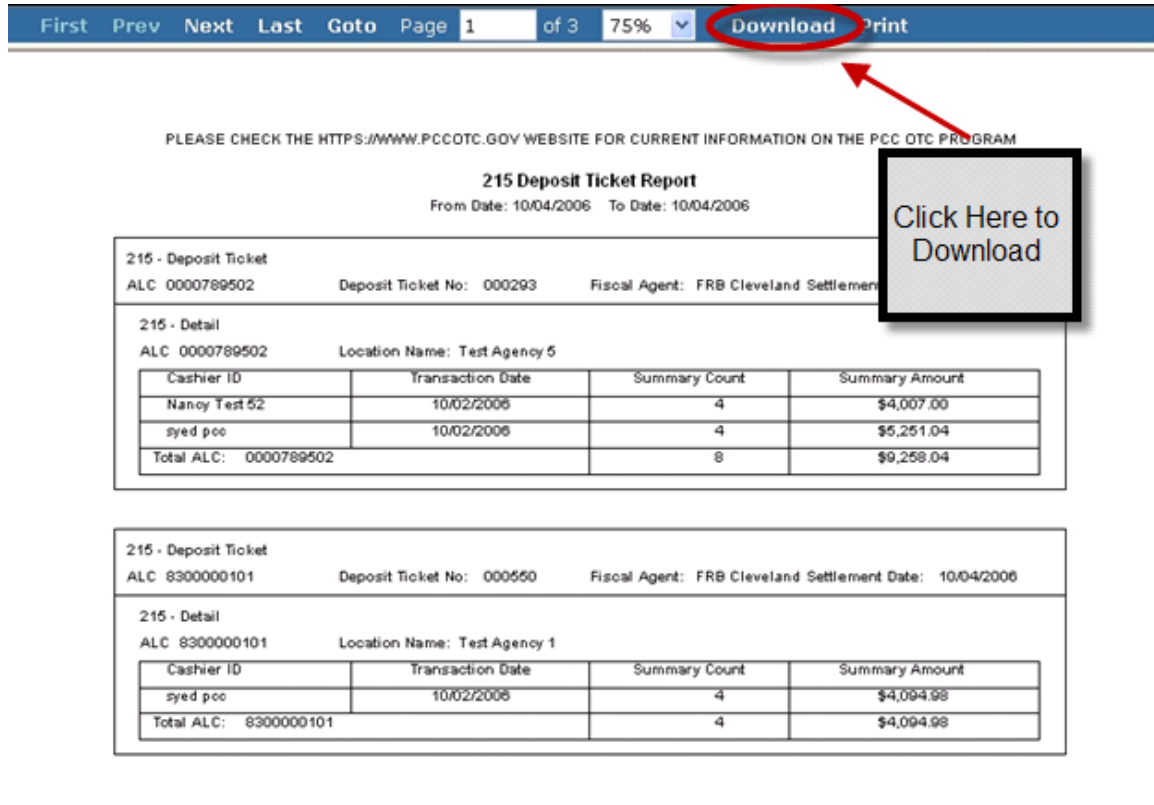 First Prev Next Last Goto Page 1 of 3 75% Download Print
PLEASE CHECK THE HTTPS://WWW.PCCOTC.GOV WEBSITE FOR CURRENT INFORMATION ON THE PCC OTC PROGRAM
215 Deposit Ticket Report
From Date: 10/04/2006 To Date: 10/04/2006
Click Here to
Download
215 - Deposit Ticket
ALC 0000789502 Deposit Ticket No: 000293 Fiscal Agent: FRB Cleveland
215 - Detail
ALC 0000789502 Location Name: Test Agency 5
Cashier ID Transaction Date Summary Count Summary Amount
Nancy Test 52 10/02/2006 4 $4,007.00
syed pcc 10/02/2006 4 $5,251.04
Total ALC: 0000789502 8 $9,258.04
215 - Deposit Ticket
ALC 8300000101 Deposit Ticket No: 000550 Fiscal Agent: FRB Cleveland Settlement Date: 10/04/2006
215 - Detail
ALC 8300000101 Location Name: Test Agency 1
Cashier ID Transaction Date Summary Count Summary Amount
syed pcc 10/02/2006 4 $4,094.98
Total ALC: 8300000101 4 $4,094.98